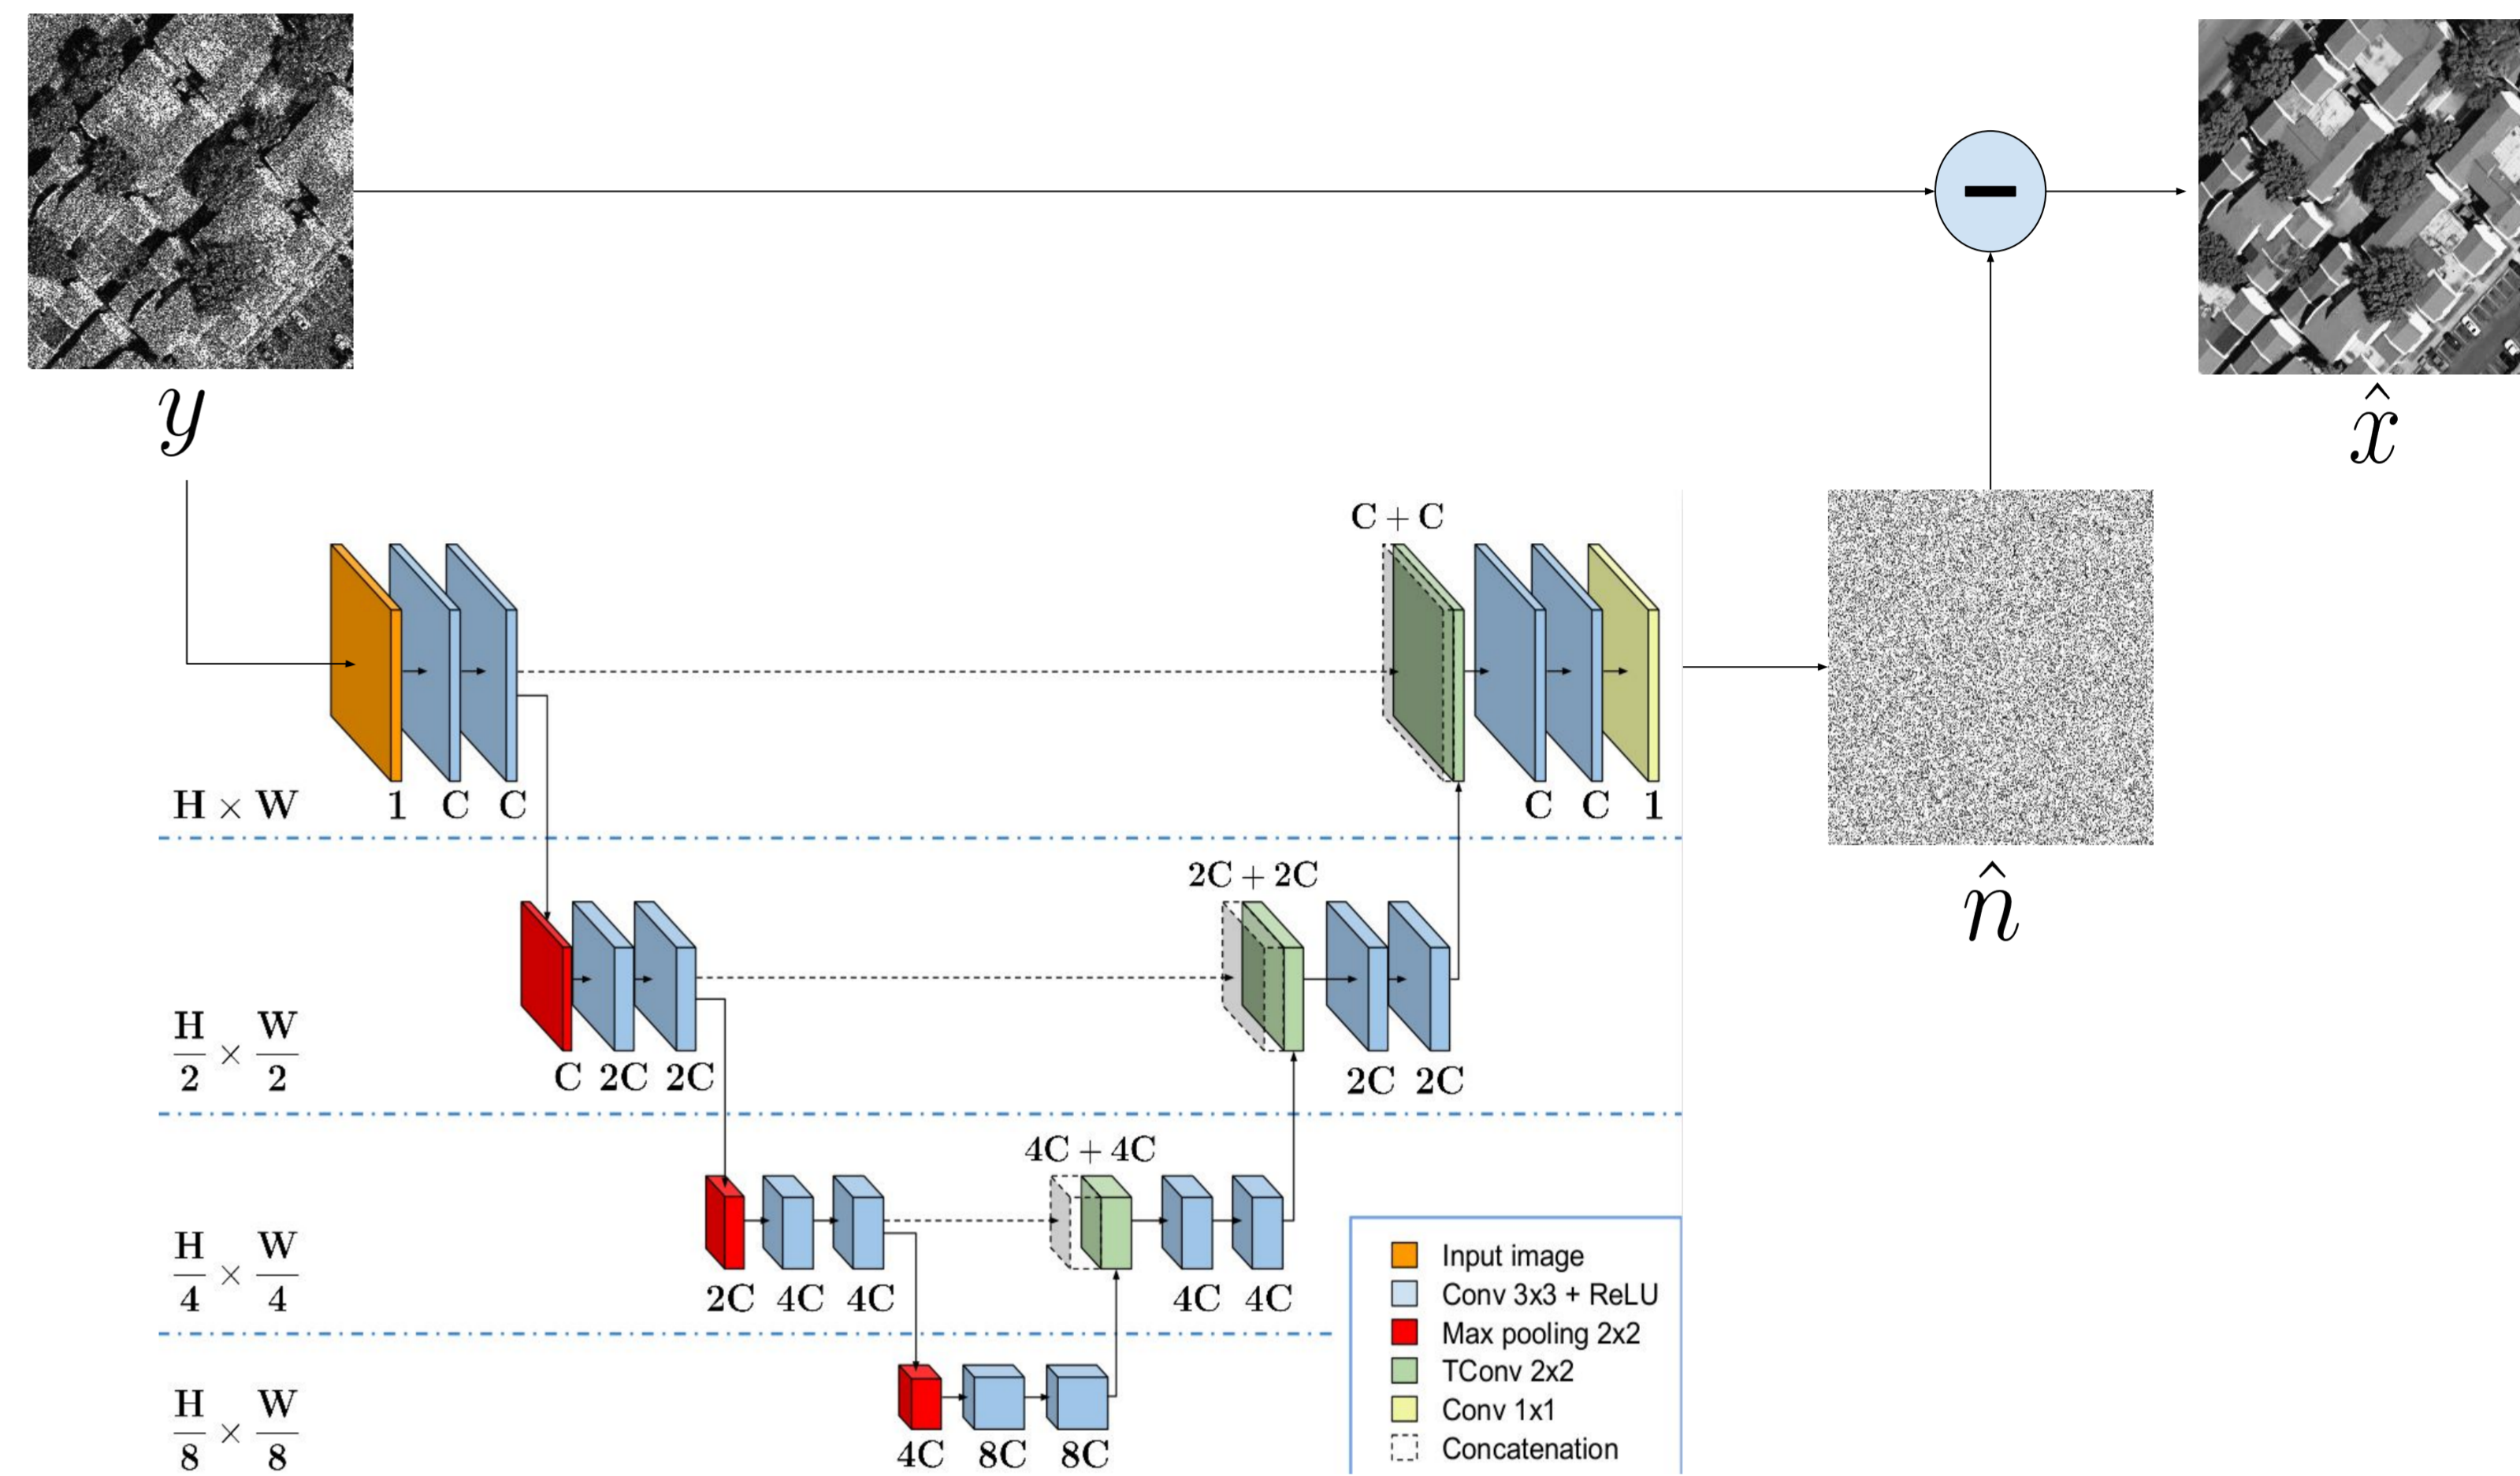 y
x̂
C + C
H × W
1 C C
C C 1
n̂
2C + 2C
H/2 × W/2
C 2C 2C
2C 2C
4C + 4C
H/4 × W/4
2C 4C 4C
4C 4C
H/8 × W/8
4C 8C 8C
Input image
Conv 3x3 + ReLU
Max pooling 2x2
TConv 2x2
Conv 1x1
Concatenation